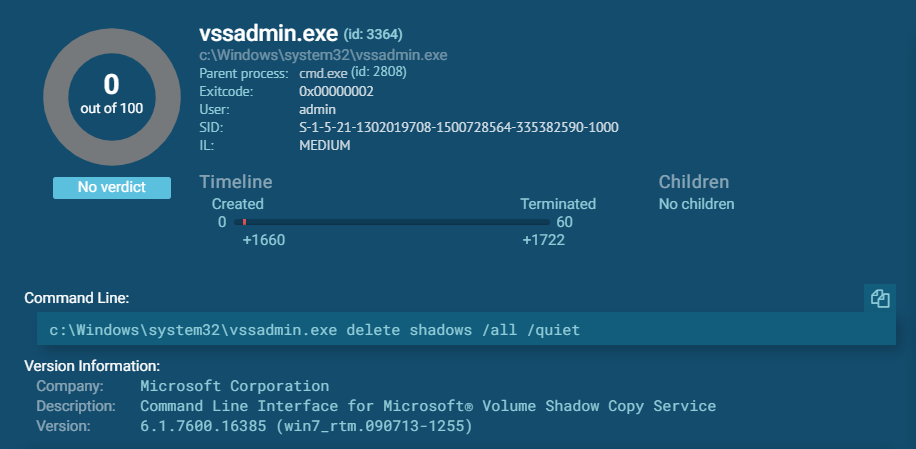 vssadmin.exe (id: 3364)
c:\Windows\system32\vssadmin.exe
Parent process: cmd.exe (id: 2808)
Exitcode: 0x00000002
User: admin
SID: S-1-5-21-1302019708-1500728564-335382590-1000
IL: MEDIUM
0
out of 100
No verdict
Timeline
Created Terminated
0 60
+1660 +1722
Children
No children
Command Line:
c:\Windows\system32\vssadmin.exe delete shadows /all /quiet
Version Information:
Company: Microsoft Corporation
Description: Command Line Interface for Microsoft® Volume Shadow Copy Service
Version: 6.1.7600.16385 (win7_rtm.090713-1255)